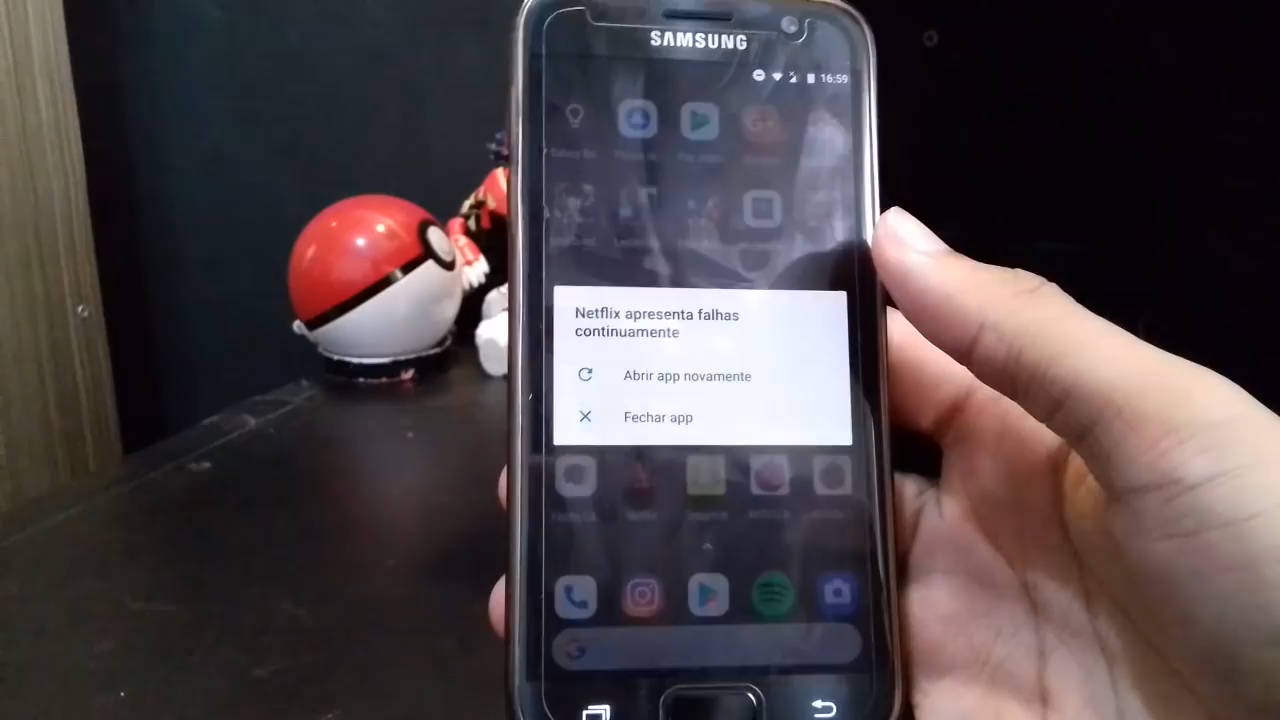 SAMSUNG
16:59
Netflix apresenta falhas
continuamente
Abrir app novamente
Fechar app